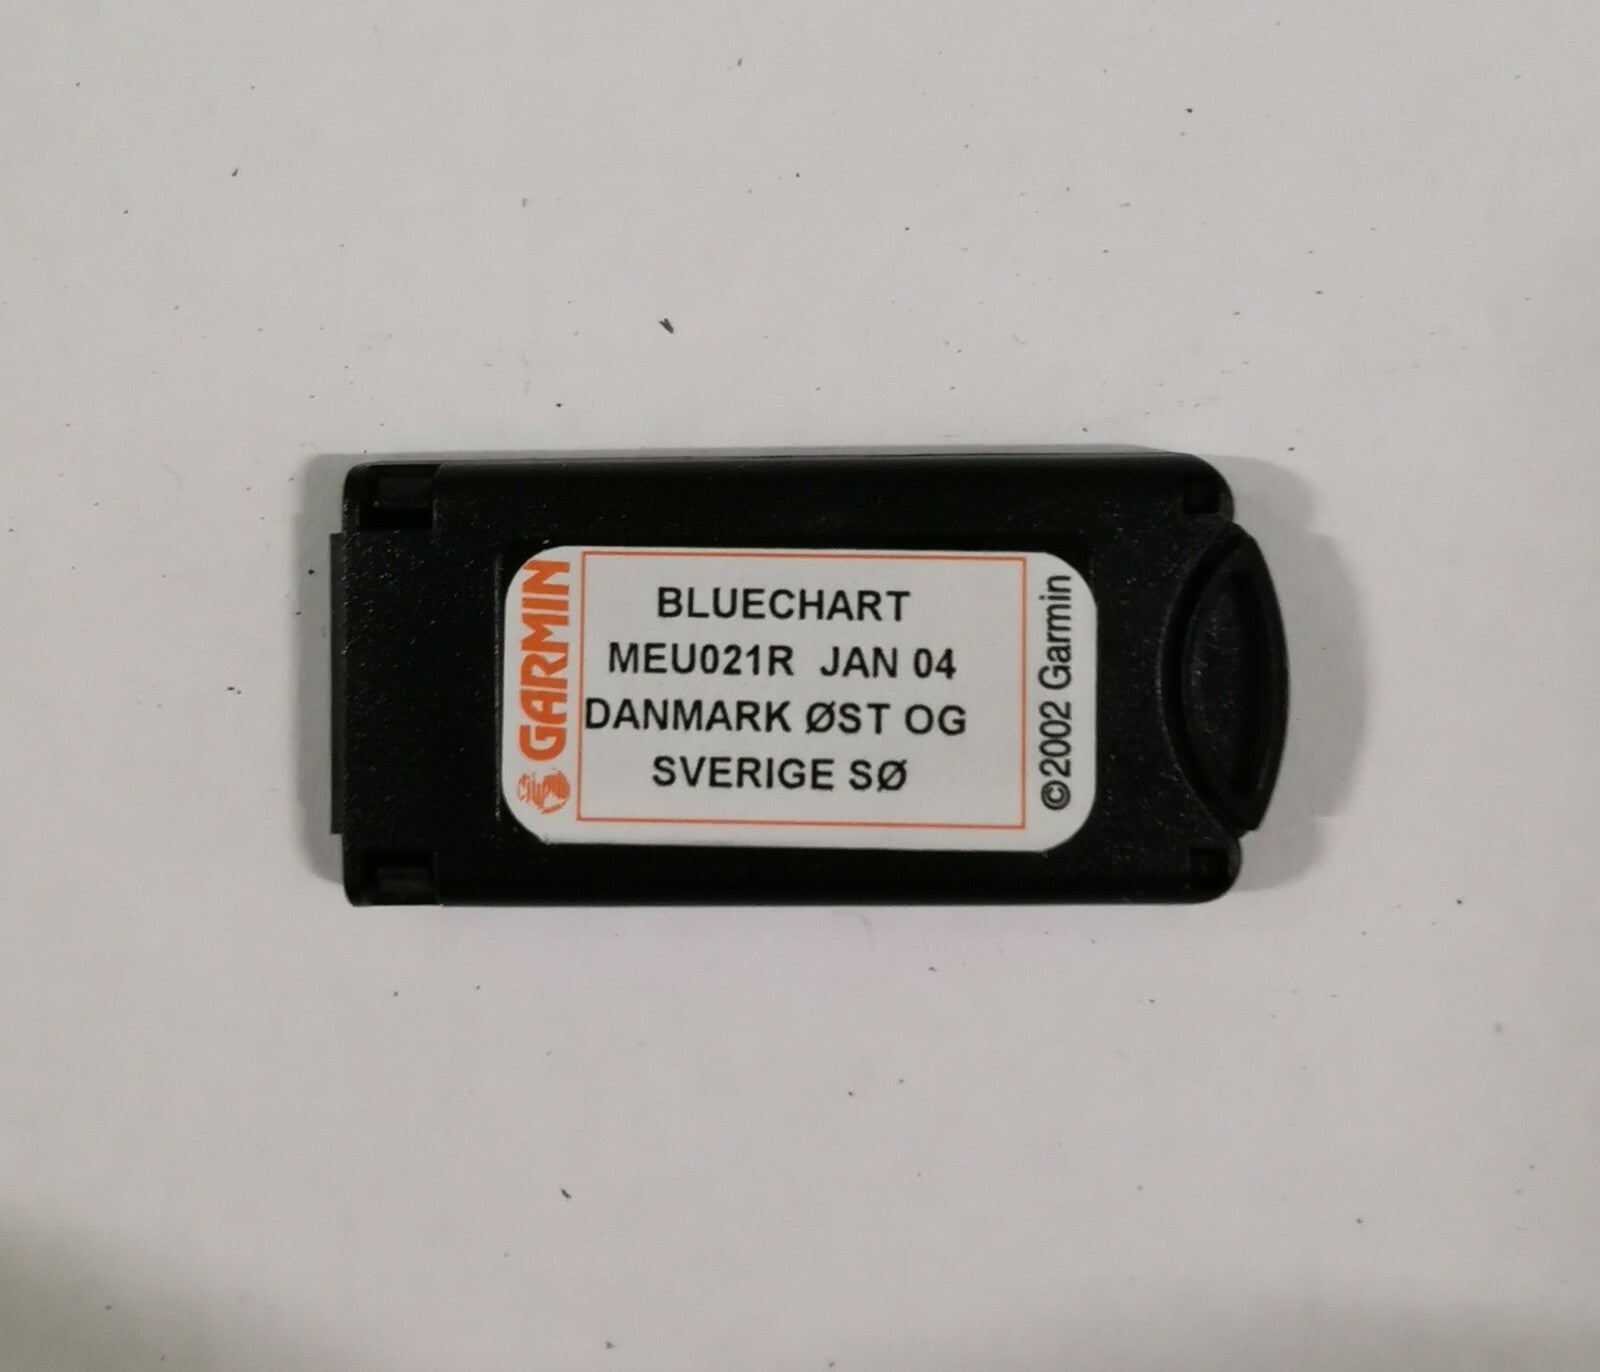 GARMIN
BLUECHART
MEU021R JAN 04
DANMARK ØST OG
SVERIGE SØ
©2002 Garmin